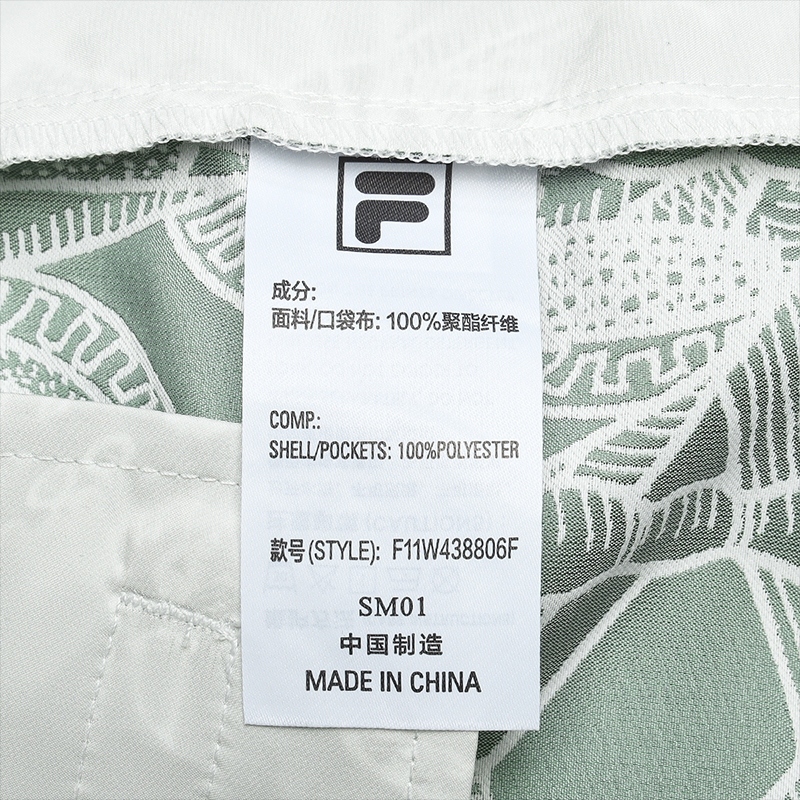 F
成分:
面料/口袋布: 100%聚酯纤维
COMP.:
SHELL/POCKETS: 100%POLYESTER
款号(STYLE): F11W438806F
SM01
中国制造
MADE IN CHINA